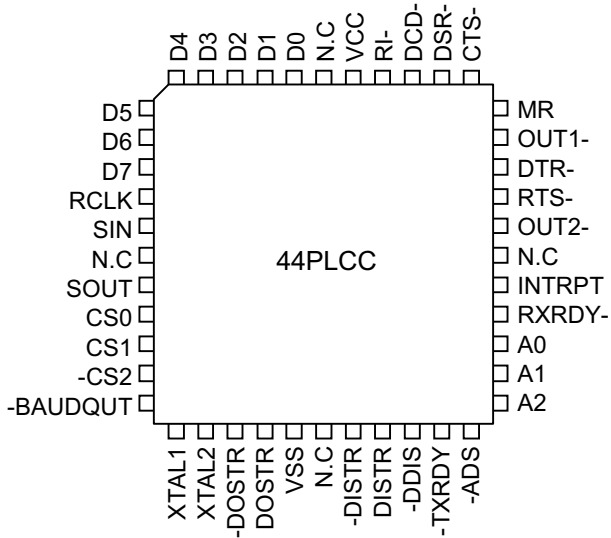 D4
D3
D2
D1
D0
N.C
VCC
RI-
DCD-
DSR-
CTS-
D5
D6
D7
RCLK
SIN
N.C
SOUT
CS0
CS1
-CS2
-BAUDQUT
44PLCC
MR
OUT1-
DTR-
RTS-
OUT2-
N.C
INTRPT
RXRDY-
A0
A1
A2
XTAL1
XTAL2
-DOSTR
DOSTR
VSS
N.C
-DISTR
DISTR
-DDIS
-TXRDY
-ADS